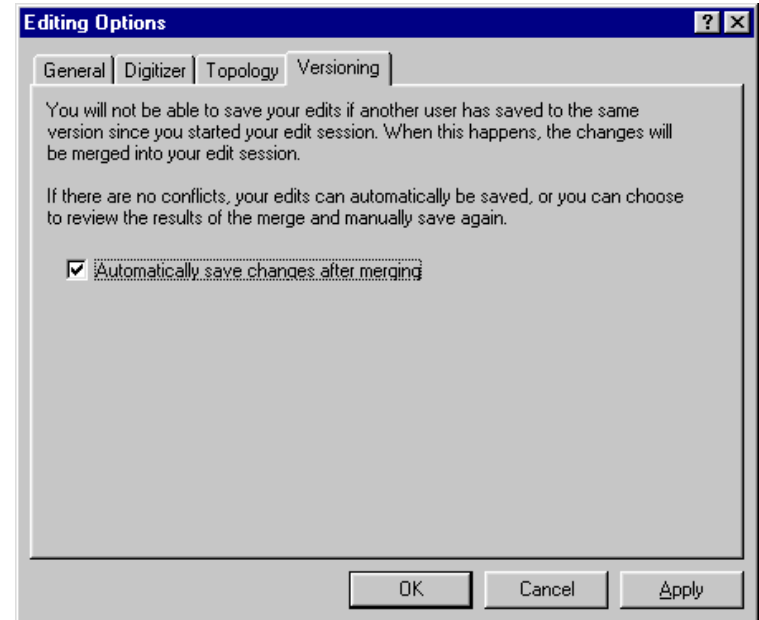 Editing Options
General Digitizer Topology Versioning
You will not be able to save your edits if another user has saved to the same
version since you started your edit session. When this happens, the changes will
be merged into your edit session.
If there are no conflicts, your edits can automatically be saved, or you can choose
to review the results of the merge and manually save again.
Automatically save changes after merging
OK Cancel Apply